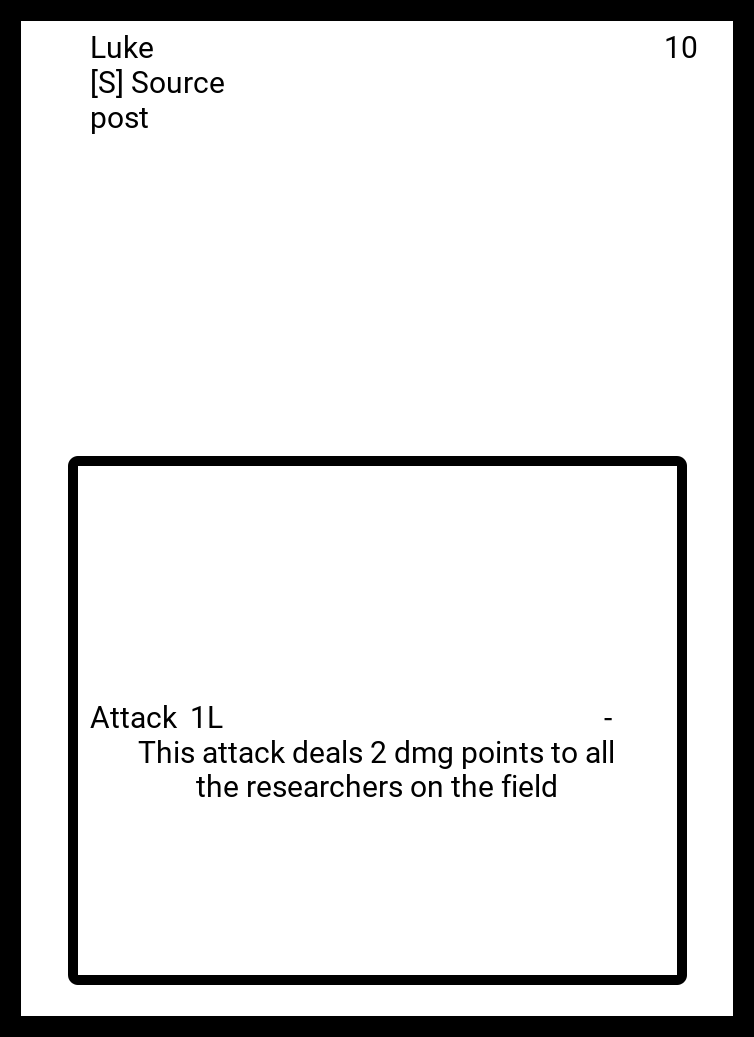 Luke 10
[S] Source
post
Attack 1L -
This attack deals 2 dmg points to all
the researchers on the field